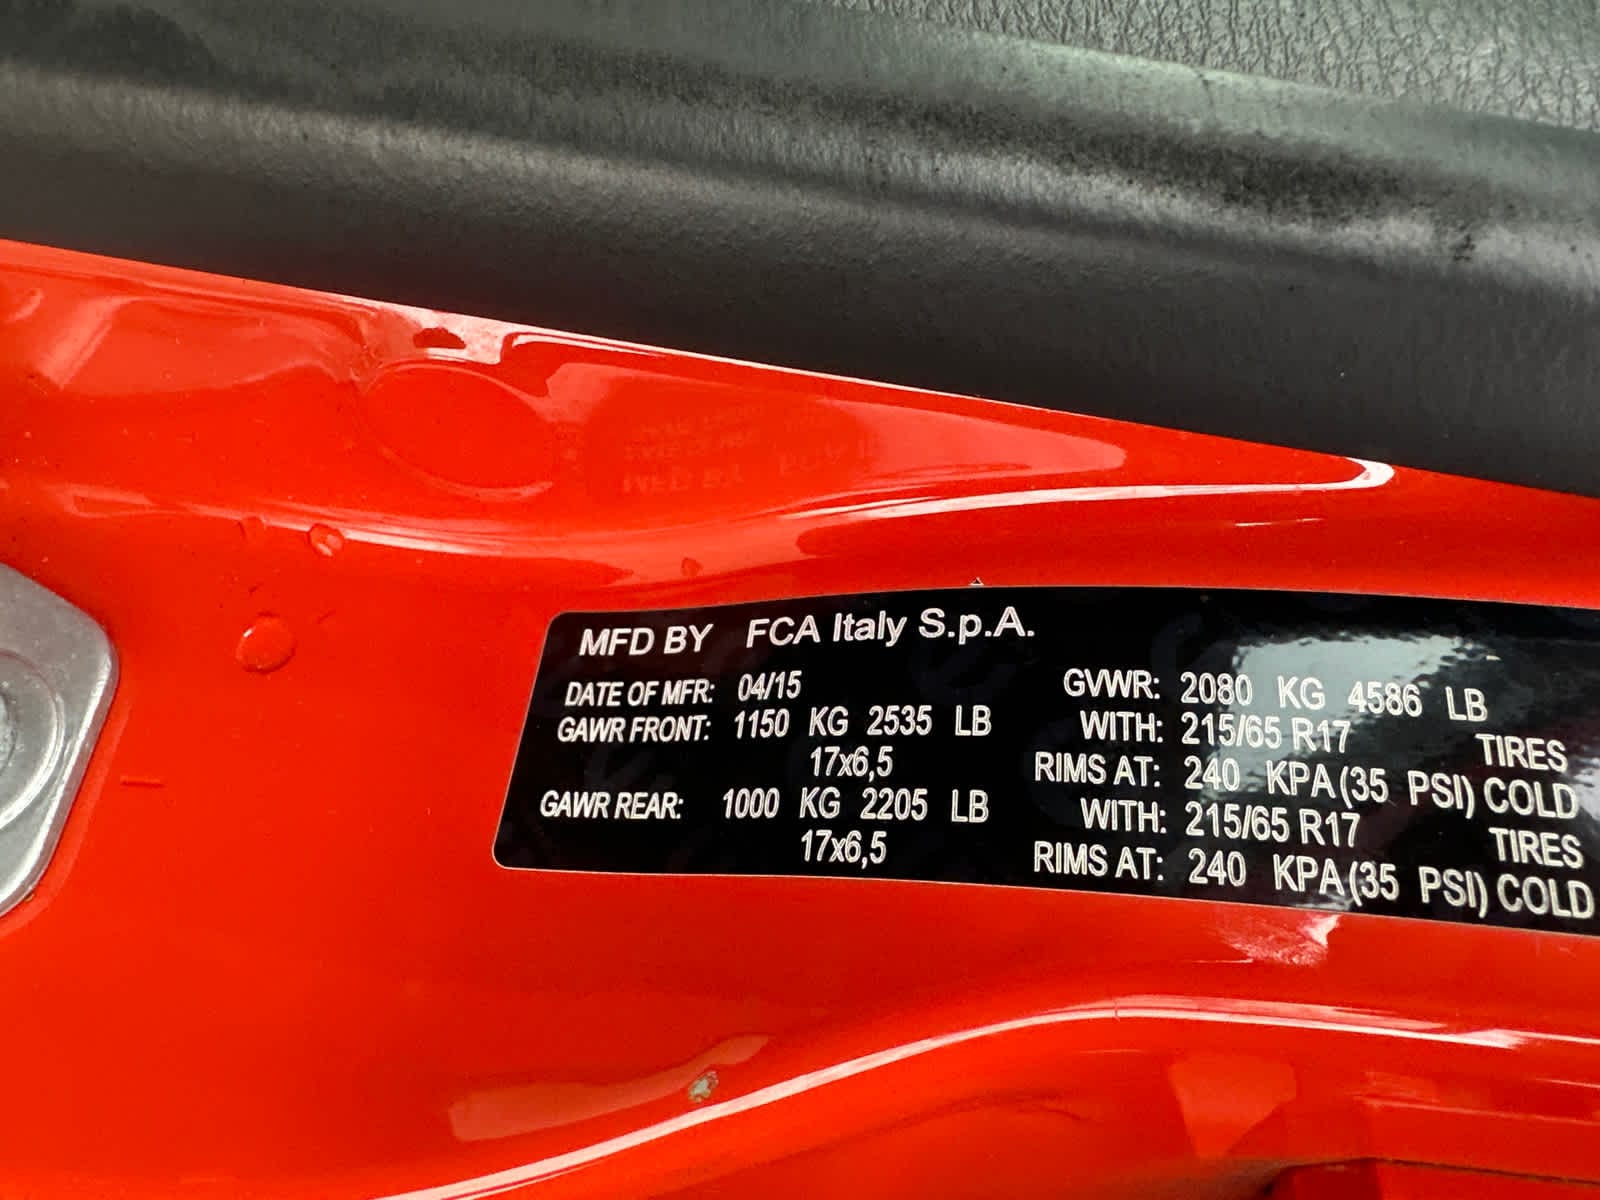 MFD BY FCA Italy S.p.A.
DATE OF MFR: 04/15 GVWR: 2080 KG 4586 LB
GAWR FRONT: 1150 KG 2535 LB WITH: 215/65 R17 TIRES
17x6,5 RIMS AT: 240 KPA(35 PSI) COLD
GAWR REAR: 1000 KG 2205 LB WITH: 215/65 R17 TIRES
17x6,5 RIMS AT: 240 KPA(35 PSI) COLD